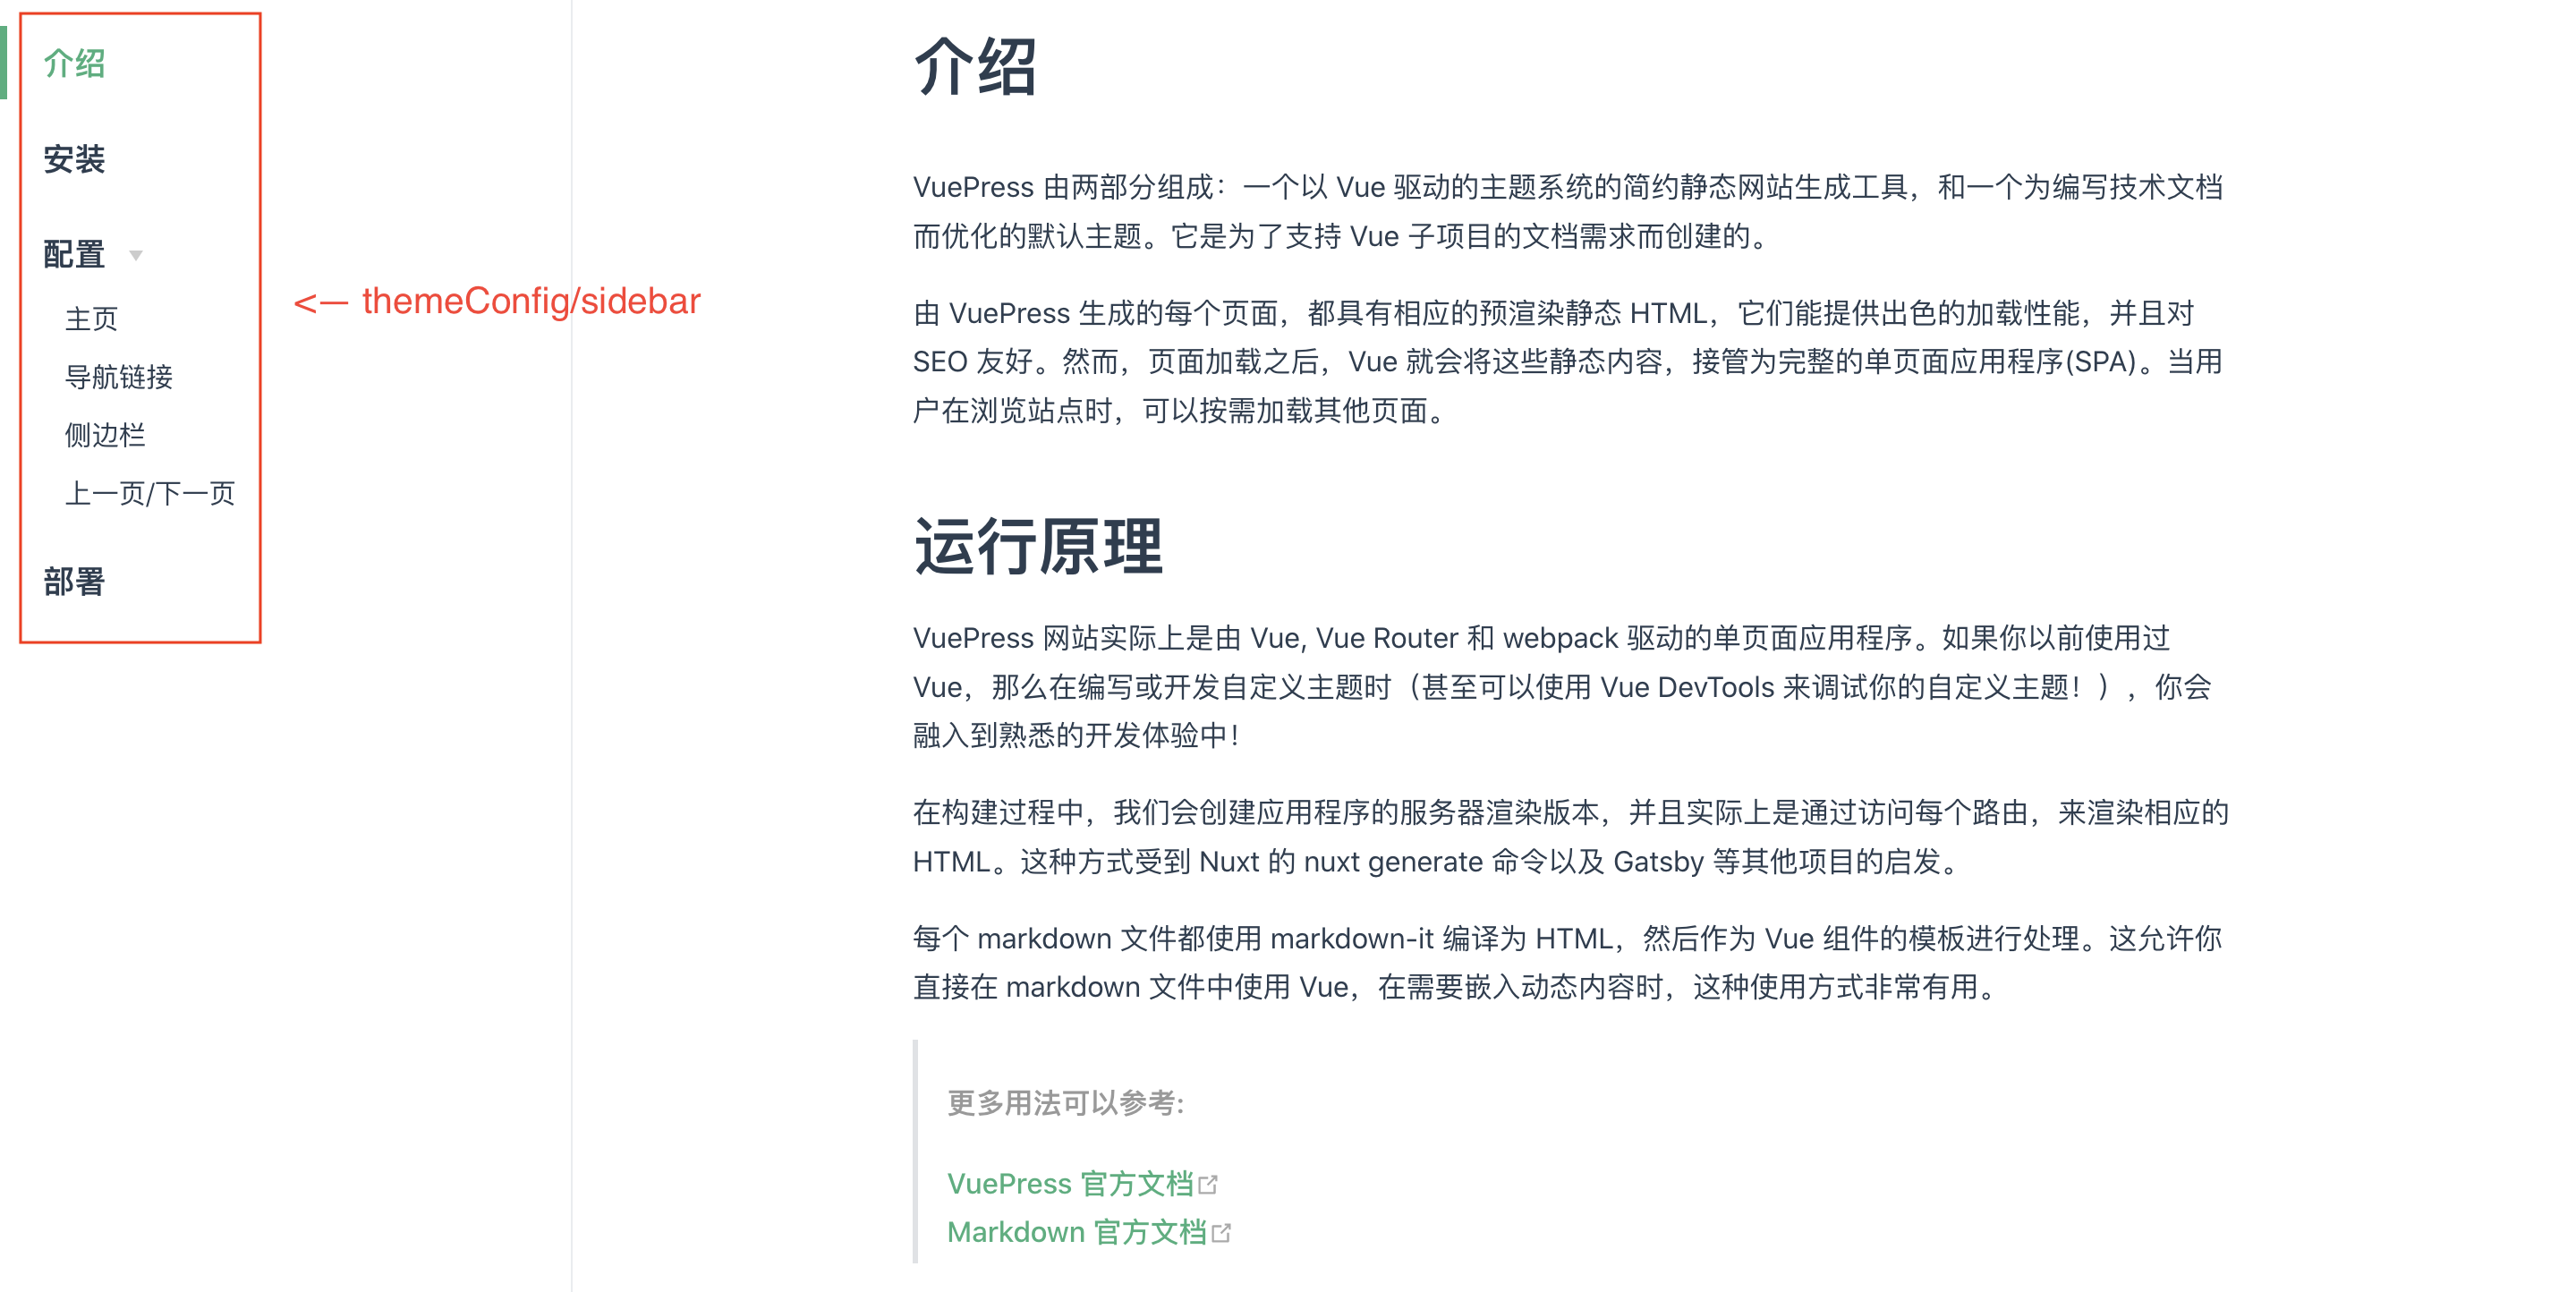 介绍
安装
配置
主页
导航链接
侧边栏
上一页/下一页
部署
<— themeConfig/sidebar
介绍
VuePress 由两部分组成：一个以 Vue 驱动的主题系统的简约静态网站生成工具，和一个为编写技术文档
而优化的默认主题。它是为了支持 Vue 子项目的文档需求而创建的。
由 VuePress 生成的每个页面，都具有相应的预渲染静态 HTML，它们能提供出色的加载性能，并且对
SEO 友好。然而，页面加载之后，Vue 就会将这些静态内容，接管为完整的单页面应用程序(SPA)。当用
户在浏览站点时，可以按需加载其他页面。
运行原理
VuePress 网站实际上是由 Vue, Vue Router 和 webpack 驱动的单页面应用程序。如果你以前使用过
Vue，那么在编写或开发自定义主题时（甚至可以使用 Vue DevTools 来调试你的自定义主题！），你会
融入到熟悉的开发体验中！
在构建过程中，我们会创建应用程序的服务器渲染版本，并且实际上是通过访问每个路由，来渲染相应的
HTML。这种方式受到 Nuxt 的 nuxt generate 命令以及 Gatsby 等其他项目的启发。
每个 markdown 文件都使用 markdown-it 编译为 HTML，然后作为 Vue 组件的模板进行处理。这允许你
直接在 markdown 文件中使用 Vue，在需要嵌入动态内容时，这种使用方式非常有用。
更多用法可以参考:
VuePress 官方文档
Markdown 官方文档